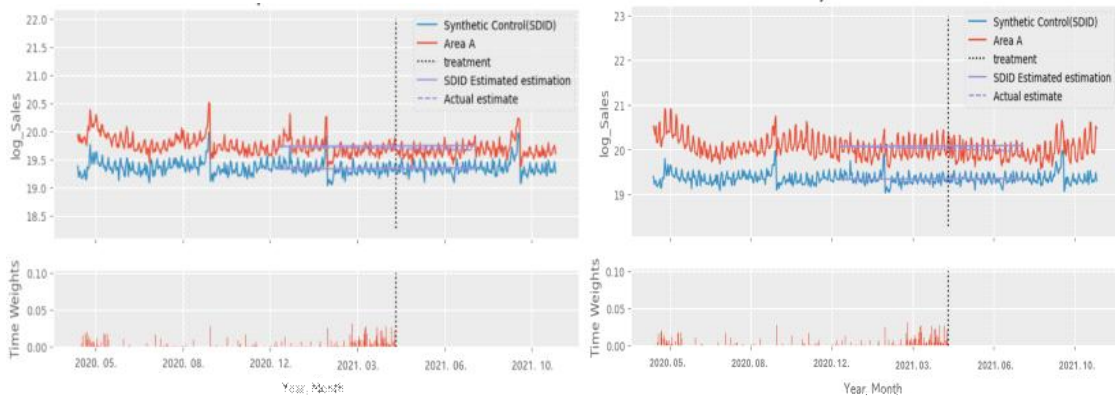 22.0
21.5
21.0
20.5
20.0
19.5
19.0
18.5
log_Sales
Synthetic Control(SDID)
Area A
treatment
SDID Estimated estimation
Actual estimate
0.10
0.05
0.00
Time Weights
2020. 05.
2020. 08.
2020. 12.
2021. 03.
2021. 06.
2021. 10.
Year, Month
23
22
21
20
19
log_Sales
Synthetic Control(SDID)
Area A
treatment
SDID Estimated estimation
Actual estimate
0.10
0.05
0.00
Time Weights
2020. 05.
2020. 08.
2020. 12.
2021. 03.
2021. 06.
2021. 10.
Year, Month